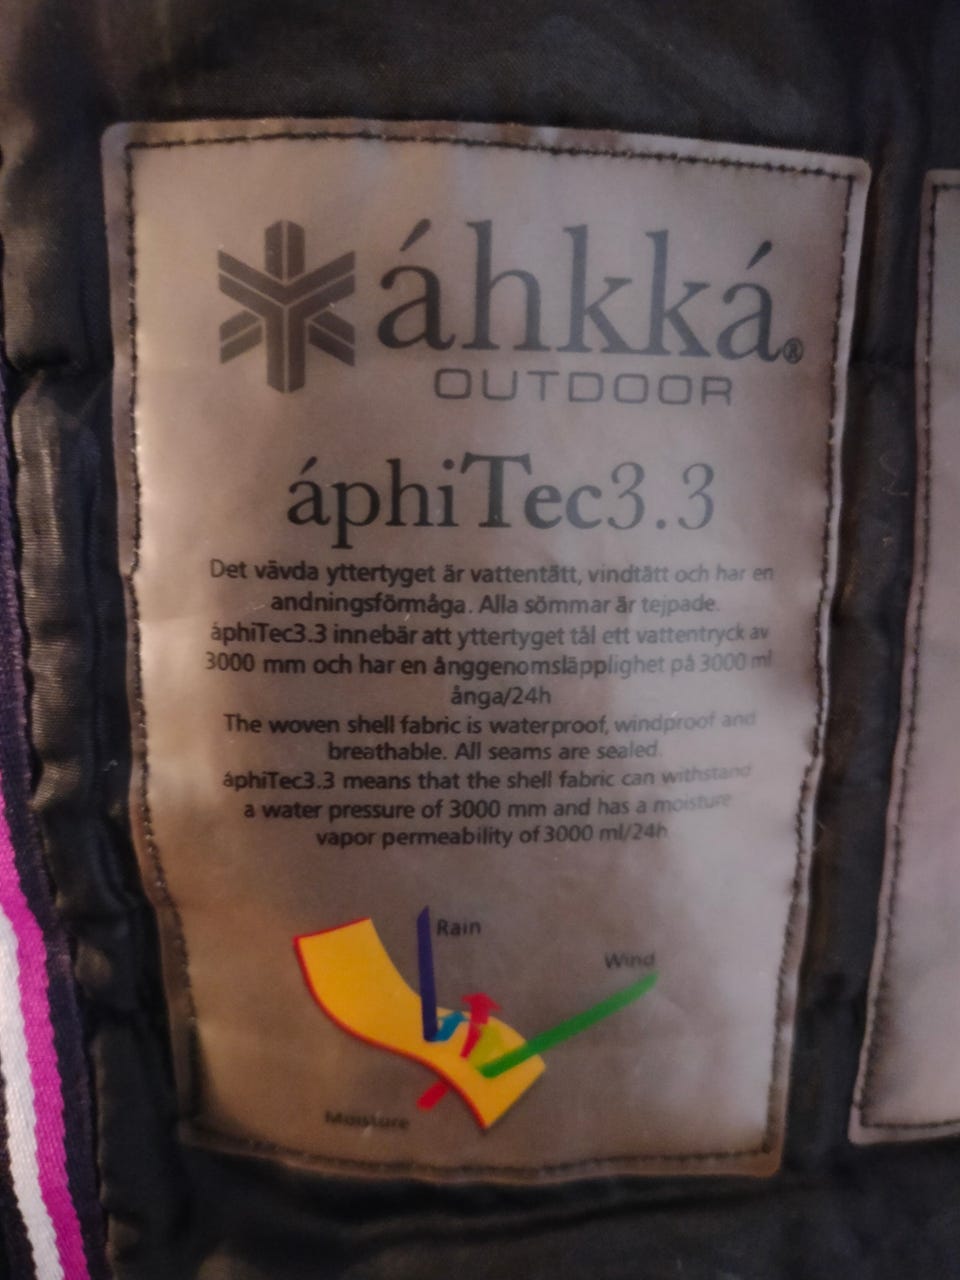 áhkká®
OUTDOOR
áphiTec3.3
Det vävda yttertyget är vattentätt, vindtätt och har en
andningsförmåga. Alla sömmar är tejpade.
áphiTec3.3 innebär att yttertyget tål ett vattentryck av
3000 mm och har en ånggenomsläpplighet på 3000 ml
ånga/24h
The woven shell fabric is waterproof, windproof and
breathable. All seams are sealed.
áphiTec3.3 means that the shell fabric can withstand
a water pressure of 3000 mm and has a moisture
vapor permeability of 3000 ml/24h
Rain
Wind
Moisture